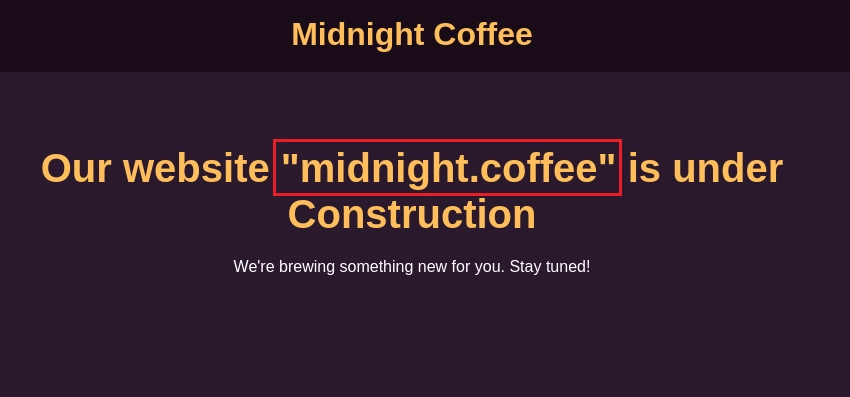 Midnight Coffee
Our website "midnight.coffee" is under
Construction
We're brewing something new for you. Stay tuned!